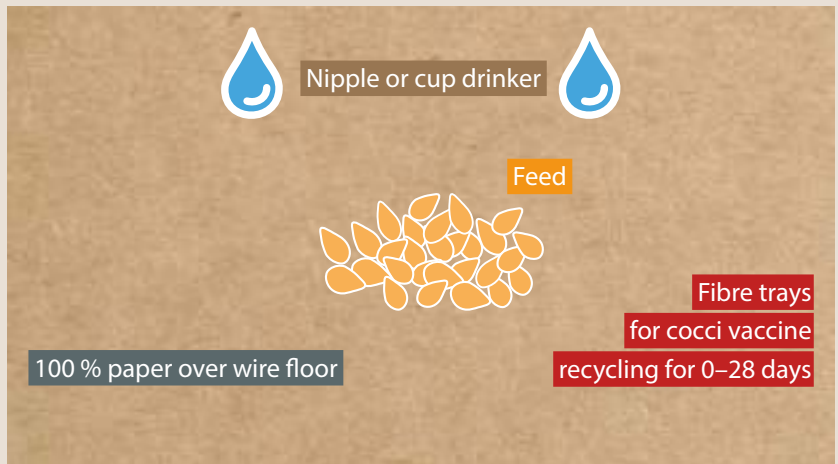 Nipple or cup drinker
Feed
Fibre trays
for cocci vaccine
recycling for 0–28 days
100 % paper over wire floor